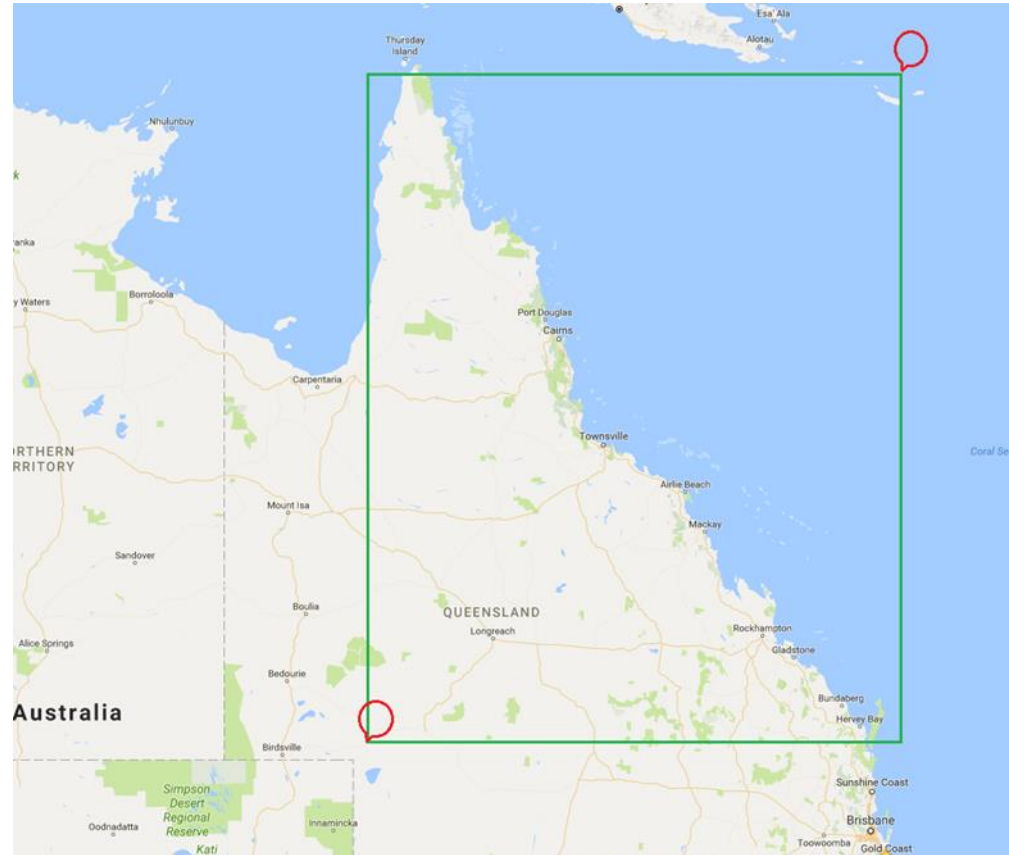 Esa'Ala
Alotau
Thursday
Island
Nhulunbuy
Borroloola
Port Douglas
Cairns
Carpentaria
Townsville
Coral Se
RTHERN
RRITORY
Airlie Beach
Mount Isa
Mackay
Sandover
Boulia
QUEENSLAND
Longreach
Rockhampton
Alice Springs
Gladstone
Bedourie
Bundaberg
Australia
Hervey Bay
Birdsville
Simpson
Desert
Regional
Reserve
Sunshine Coast
Innamincka
Oodnadatta
Brisbane
Toowoomba
Kati
Gold Coast
y Waters
ranka
k